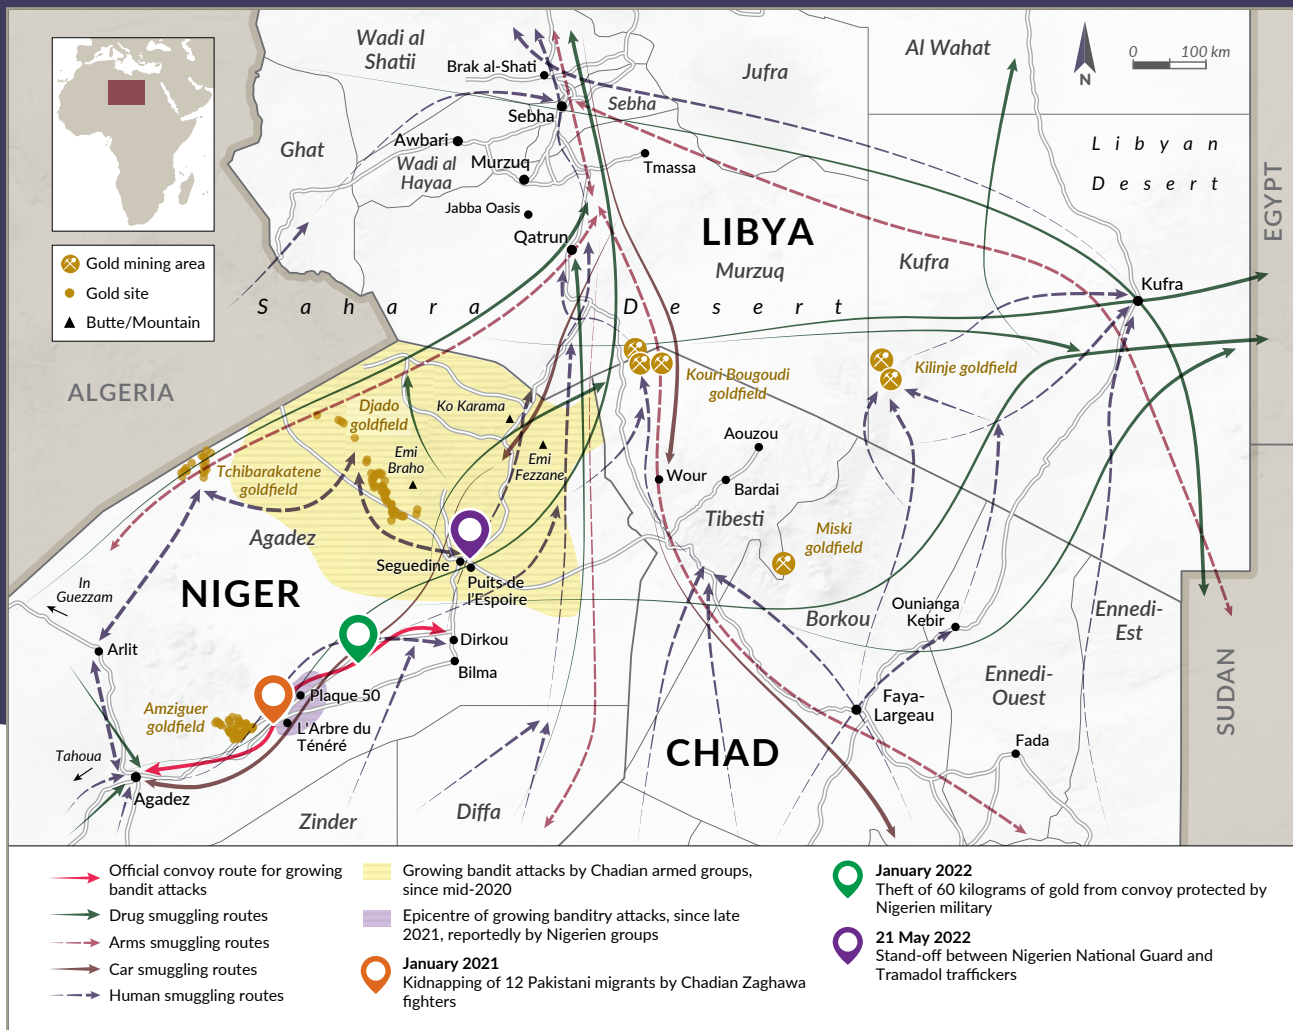 Wadi al
Shatii
Brak al-Shati
Jufra
Al Wahat
0 100 km
N
Sebha
Sebha
Ghat
Awbari
Wadi al
Hayaa
Murzuq
Tmassa
Libyan
Desert
Jabba Oasis
Qatrun
LIBYA
Murzuq
Kufra
Kufra
EGYPT
Gold mining area
Gold site
Butte/Mountain
Sahara Desert
ALGERIA
Kouri Bougoudi
goldfield
Kilinje goldfield
Djado
goldfield
Ko Karama
Emi
Braho
Emi
Fezzane
Tchibarakatene
goldfield
Aouzou
Wour
Bardai
Tibesti
Miski
goldfield
Agadez
Seguedine
Puits de
l'Espoire
NIGER
In
Guezzam
Arlit
Dirkou
Bilma
Borkou
Ounianga
Kebir
Ennedi-
Est
Ennedi-
Ouest
SUDAN
Plaque 50
Amziguer
goldfield
L'Arbre du
Ténéré
Faya-
Largeau
Fada
CHAD
Tahoua
Agadez
Zinder
Diffa
Official convoy route for growing
bandit attacks
Drug smuggling routes
Arms smuggling routes
Car smuggling routes
Human smuggling routes
Growing bandit attacks by Chadian armed groups,
since mid-2020
Epicentre of growing banditry attacks, since late
2021, reportedly by Nigerien groups
January 2021
Kidnapping of 12 Pakistani migrants by Chadian Zaghawa
fighters
January 2022
Theft of 60 kilograms of gold from convoy protected by
Nigerien military
21 May 2022
Stand-off between Nigerien National Guard and
Tramadol traffickers